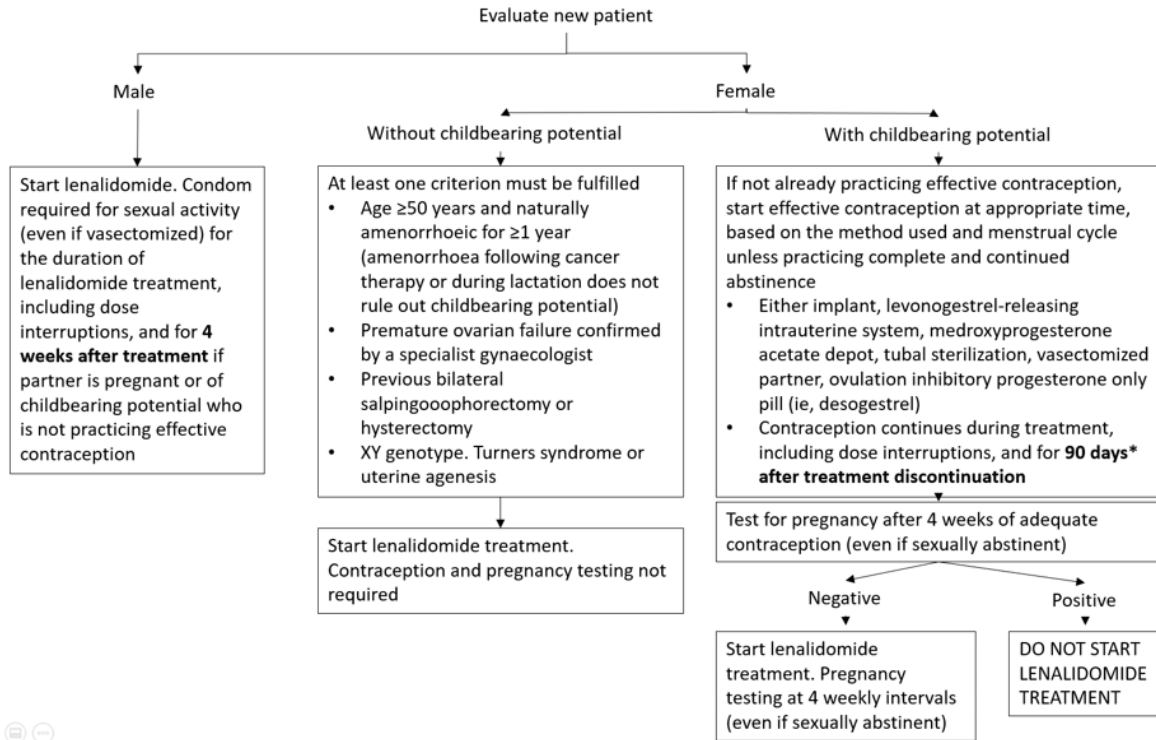 Evaluate new patient
Male
Female
Without childbearing potential
With childbearing potential
Start lenalidomide. Condom
required for sexual activity
(even if vasectomized) for
the duration of
lenalidomide treatment,
including dose
interruptions, and for 4
weeks after treatment if
partner is pregnant or of
childbearing potential who
is not practicing effective
contraception
At least one criterion must be fulfilled
• Age ≥50 years and naturally
amenorrhoeic for ≥1 year
(amenorrhoea following cancer
therapy or during lactation does not
rule out childbearing potential)
• Premature ovarian failure confirmed
by a specialist gynaecologist
• Previous bilateral
salpingooophorectomy or
hysterectomy
• XY genotype. Turners syndrome or
uterine agenesis
Start lenalidomide treatment.
Contraception and pregnancy testing not
required
If not already practicing effective contraception,
start effective contraception at appropriate time,
based on the method used and menstrual cycle
unless practicing complete and continued
abstinence
• Either implant, levonogestrel-releasing
intrauterine system, medroxyprogesterone
acetate depot, tubal sterilization, vasectomized
partner, ovulation inhibitory progesterone only
pill (ie, desogestrel)
• Contraception continues during treatment,
including dose interruptions, and for 90 days*
after treatment discontinuation
Test for pregnancy after 4 weeks of adequate
contraception (even if sexually abstinent)
Negative
Positive
Start lenalidomide
treatment. Pregnancy
testing at 4 weekly intervals
(even if sexually abstinent)
DO NOT START
LENALIDOMIDE
TREATMENT